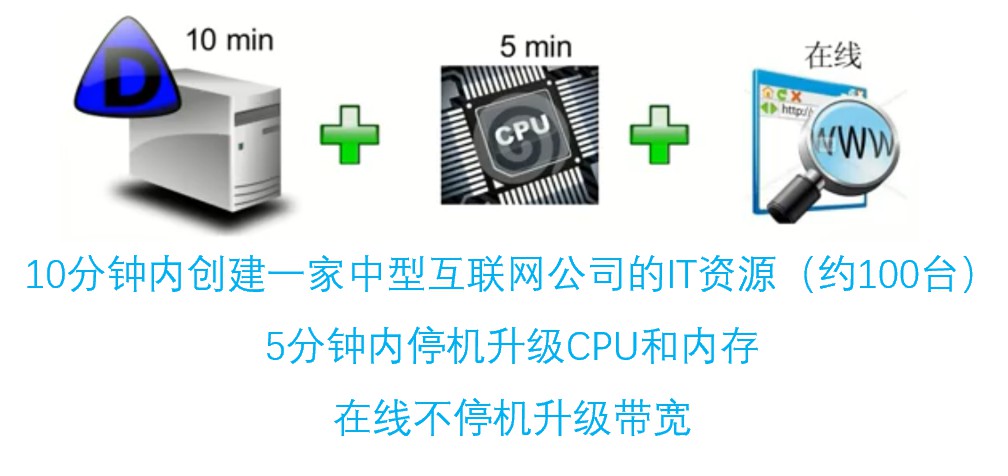 D
10 min
5 min
在线
CPU
http:/
WWW
10分钟内创建一家中型互联网公司的IT资源（约100台）
5分钟内停机升级CPU和内存
在线不停机升级带宽